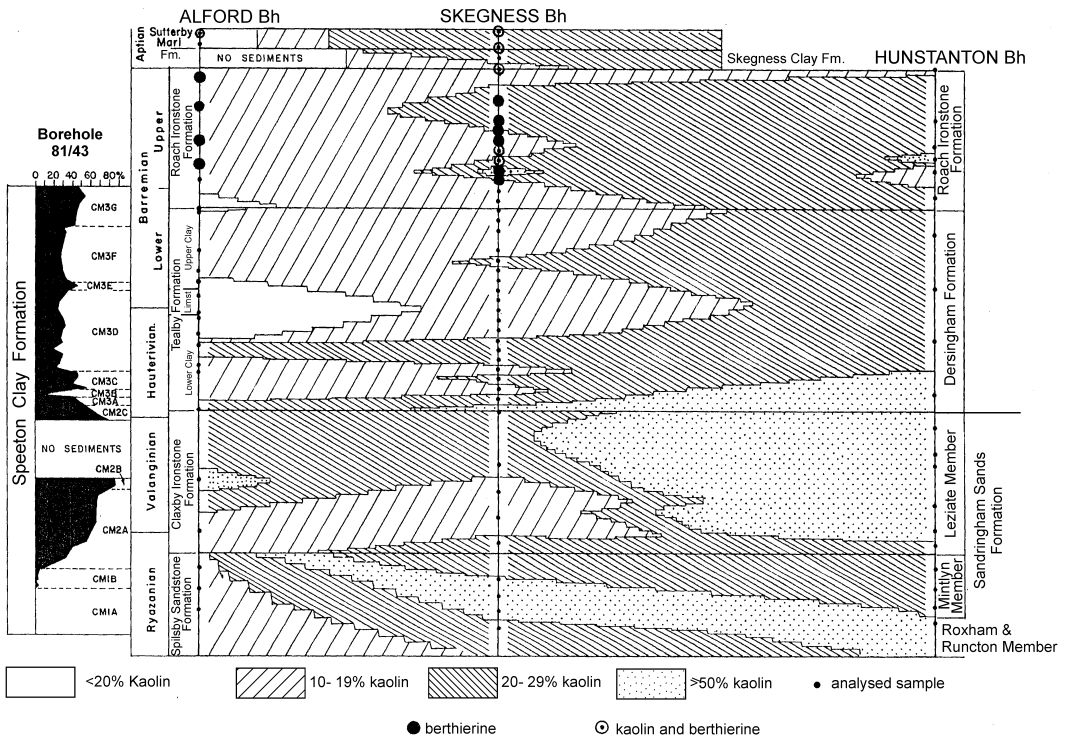 ALFORD Bh
SKEGNESS Bh
HUNSTANTON Bh
Aptian
Sutterby
Marl
Fm.
NO SEDIMENTS
Skegness Clay Fm.
Borehole
81/43
0 20 40 60 80%
Speeton Clay Formation
CM3G
CM3F
CM3E
CM3D
CM3C
CM3B
CM3A
CM2C
NO SEDIMENTS
CM2B
CM2A
CM1B
CM1A
Barremian
Upper
Lower
Hauterivian.
Valanginian
Ryazanian
Roach Ironstone
Formation
Tealby Formation
Upper Clay
Limst
Lower Clay
Claxby Ironstone
Formation
Spilsby Sandstone
Formation
Roach Ironstone
Formation
Dersingham Formation
Leziate Member
Mintlyn
Member
Sandringham Sands
Formation
Roxham &
Runcton Member
<20% Kaolin
10- 19% kaolin
20- 29% kaolin
>50% kaolin
analysed sample
berthierine
kaolin and berthierine